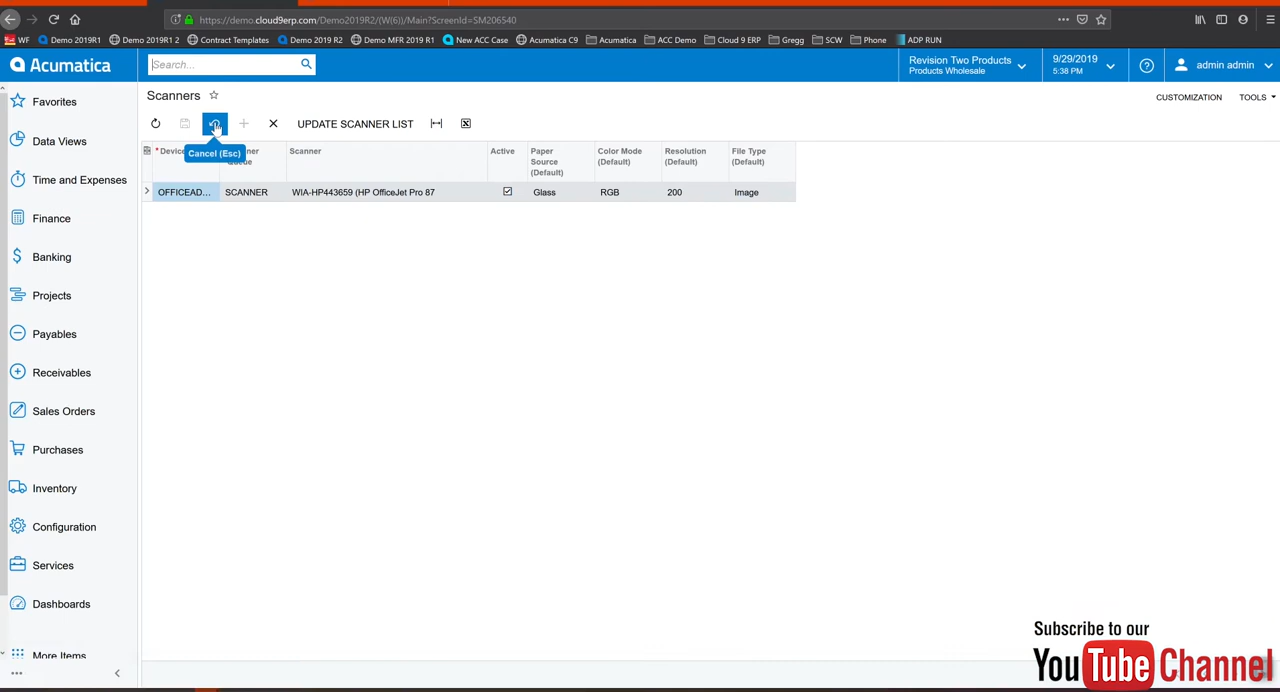 https://demo.cloud9erp.com/Demo2019R2/(W(6))/Main?ScreenId=SM206540
WF Demo 2019R1 Demo 2019R1 2 Contract Templates Demo 2019 R2 Demo MFR 2019 R1 New ACC Case Acumatica C9 Acumatica ACC Demo Cloud 9 ERP Gregg SCW Phone ADP RUN
Acumatica
Search...
Revision Two Products
Products Wholesale
9/29/2019
5:38 PM
admin admin
Scanners
CUSTOMIZATION TOOLS
UPDATE SCANNER LIST
Cancel (Esc)
Scanner Active Paper Source (Default) Color Mode (Default) Resolution (Default) File Type (Default)
OFFICEAD... SCANNER WIA-HP443659 (HP OfficeJet Pro 87 Glass RGB 200 Image
Favorites
Data Views
Time and Expenses
Finance
Banking
Projects
Payables
Receivables
Sales Orders
Purchases
Inventory
Configuration
Services
Dashboards
More Items
Subscribe to our
YouTube Channel